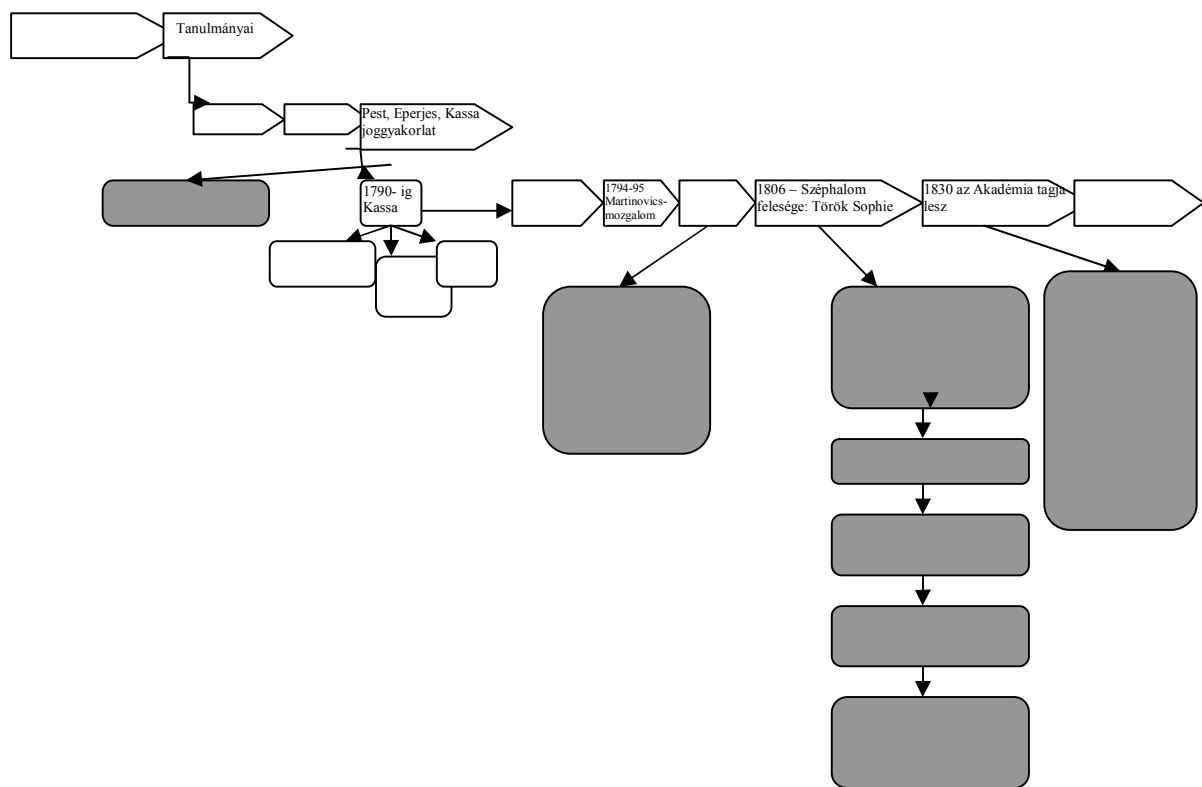 Tanulmányai
Pest, Eperjes, Kassa
joggyakorlat
1790- ig
Kassa
1794-95
Martinovics-
mozgalom
1806 – Széphalom
felesége: Török Sophie
1830 az Akadémia tagja
lesz